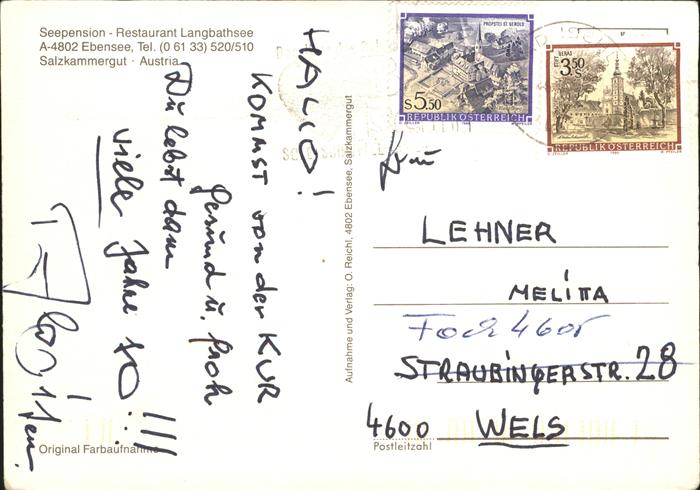 Seepension - Restaurant Langbathsee
A-4802 Ebensee, Tel. (0 61 33) 520/510
Salzkammergut · Austria
HALLO!
KOMMST von der KUR
gesund u. froh
Du lebst dann
viele Jahre so!!!
Original Farbaufnahme
Aufnahme und Verlag: O. Reichl, 4802 Ebensee, Salzkammergut
PROPSTEI ST. GEROLD
S 5.50
REPUBLIK ÖSTERREICH
STIFT GERAS
3.50 S
REPUBLIK ÖSTERREICH
Frau
LEHNER
MELITTA
STRAUBINGERSTR. 28
4600 WELS
Postleitzahl